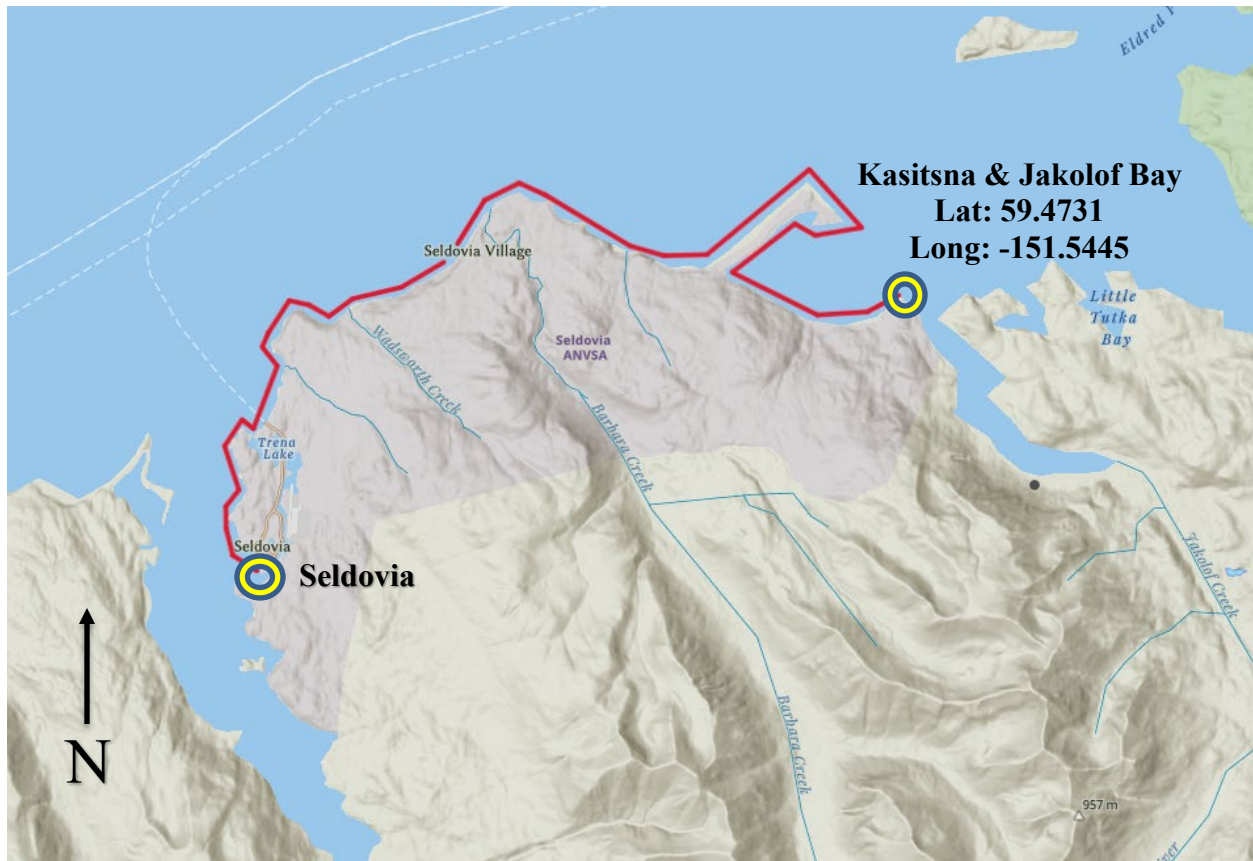 Eldred
Kasitsna & Jakolof Bay
Lat: 59.4731
Long: -151.5445
Seldovia Village
Little
Tutka
Bay
Seldovia
ANVSA
Wadsworth Creek
Barbara Creek
Trena
Lake
Seldovia
Seldovia
Takolof Creek
N
Barbara Creek
957 m